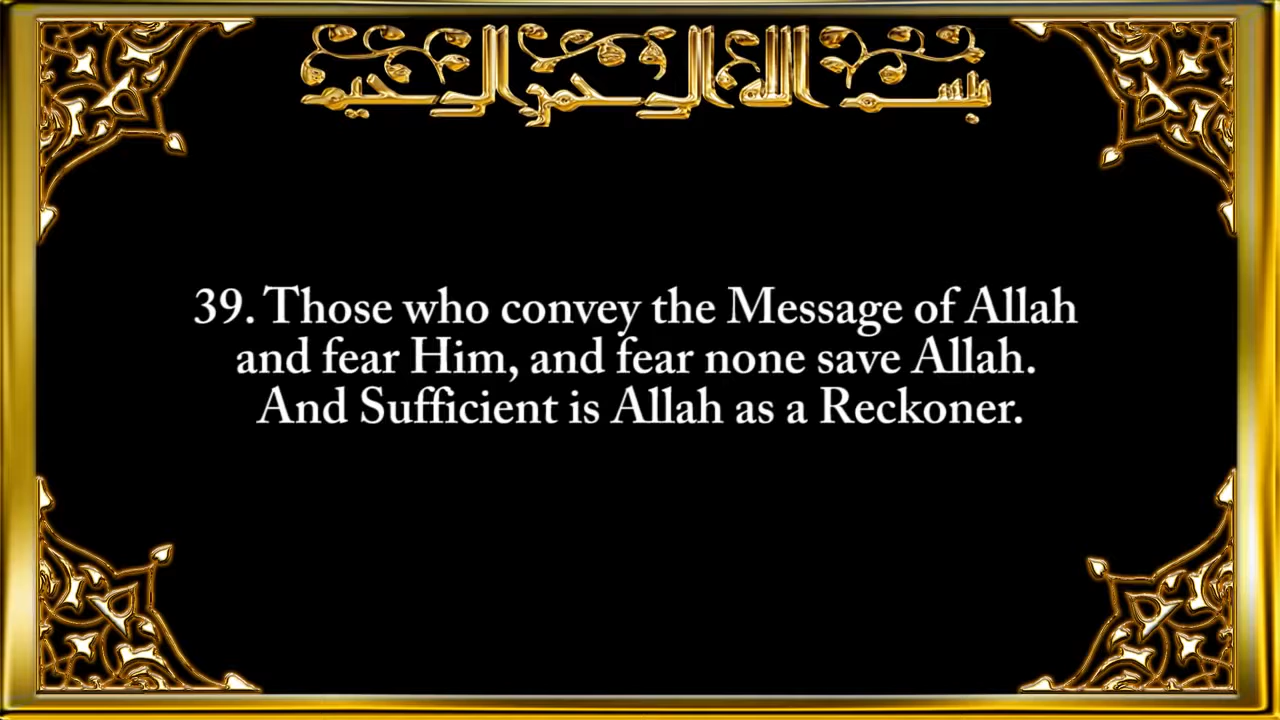 بسم الله الرحمن الرحيم
39. Those who convey the Message of Allah
and fear Him, and fear none save Allah.
And Sufficient is Allah as a Reckoner.